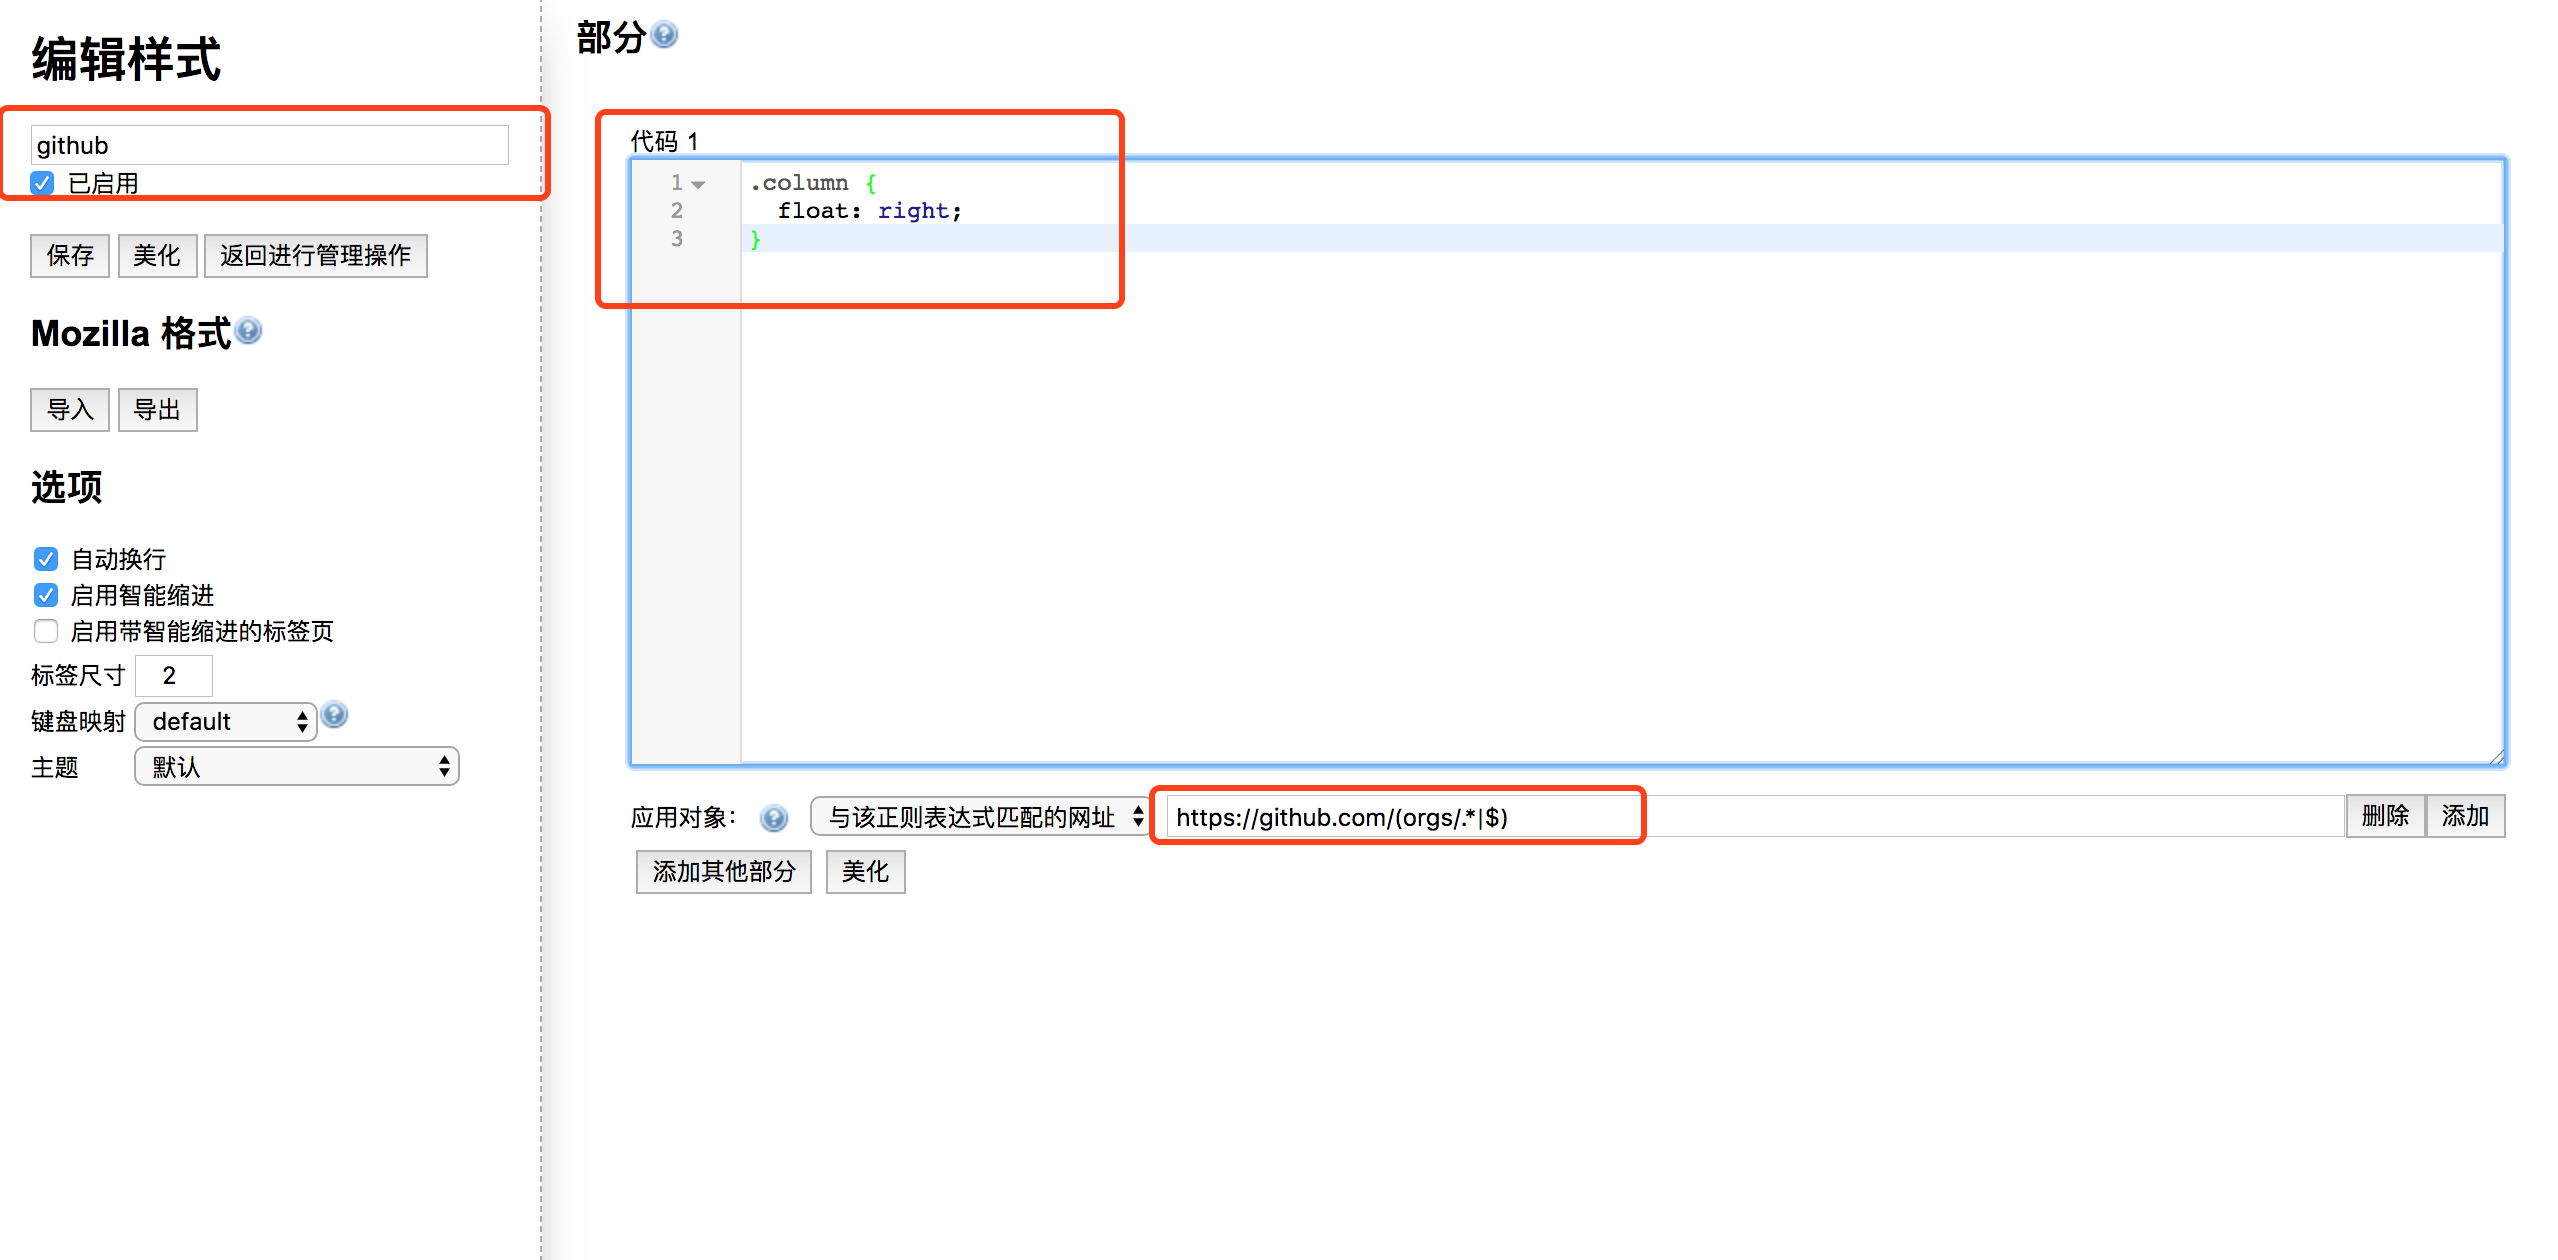 编辑样式
github
已启用
保存 美化 返回进行管理操作
Mozilla 格式
导入 导出
选项
自动换行
启用智能缩进
启用带智能缩进的标签页
标签尺寸 2
键盘映射 default
主题 默认
部分
代码 1
1 .column {
2 float: right;
3 }
应用对象： 与该正则表达式匹配的网址 https://github.com/(orgs/.*|$) 删除 添加
添加其他部分 美化